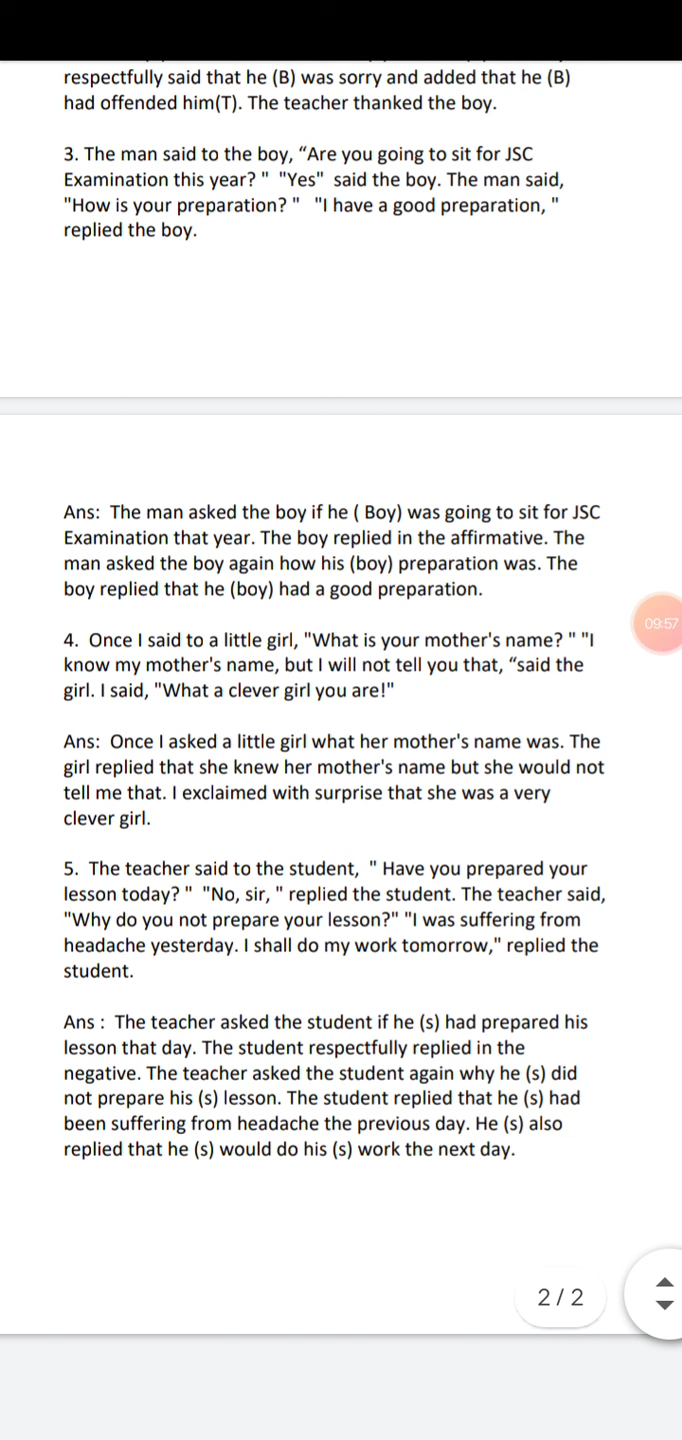 respectfully said that he (B) was sorry and added that he (B)
had offended him(T). The teacher thanked the boy.
3. The man said to the boy, “Are you going to sit for JSC
Examination this year? " "Yes"  said the boy. The man said,
"How is your preparation? "   "I have a good preparation, "
replied the boy.
Ans:  The man asked the boy if he ( Boy) was going to sit for JSC
Examination that year. The boy replied in the affirmative. The
man asked the boy again how his (boy) preparation was. The
boy replied that he (boy) had a good preparation.
09:57
4.  Once I said to a little girl, "What is your mother's name? " "I
know my mother's name, but I will not tell you that, “said the
girl. I said, "What a clever girl you are!"
Ans:  Once I asked a little girl what her mother's name was. The
girl replied that she knew her mother's name but she would not
tell me that. I exclaimed with surprise that she was a very
clever girl.
5.  The teacher said to the student,  " Have you prepared your
lesson today? "  "No, sir, " replied the student. The teacher said,
"Why do you not prepare your lesson?" "I was suffering from
headache yesterday. I shall do my work tomorrow," replied the
student.
Ans :  The teacher asked the student if he (s) had prepared his
lesson that day. The student respectfully replied in the
negative. The teacher asked the student again why he (s) did
not prepare his (s) lesson. The student replied that he (s) had
been suffering from headache the previous day. He (s) also
replied that he (s) would do his (s) work the next day.
2 / 2